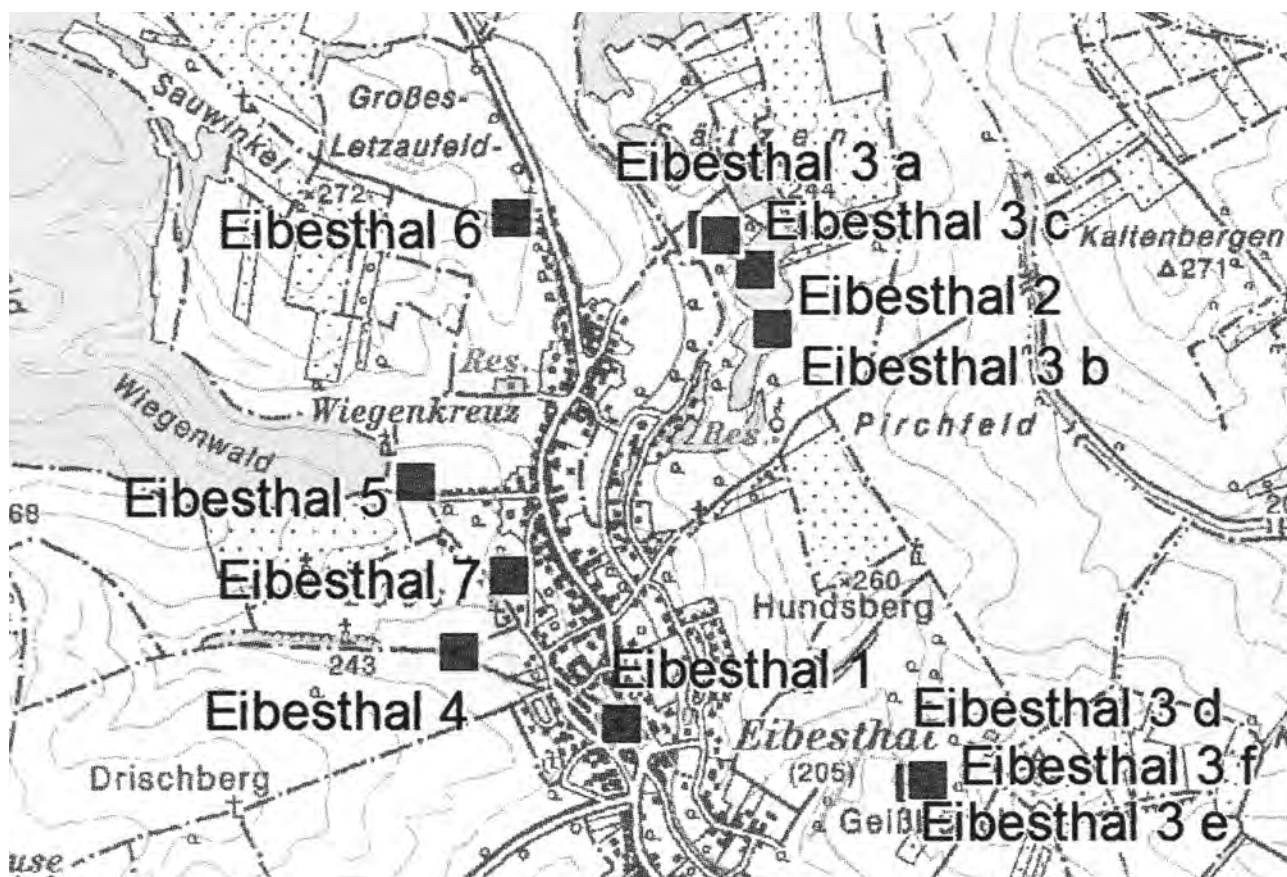 Sauwinkel
Großes-
Letzaufeld-
Eibesthal 3 a
272
244
Eibesthal 6
Eibesthal 3 c
Kaltenbergen
271
Eibesthal 2
Res.
Eibesthal 3 b
Wiegenkreuz
Wiegenwald
Res.
Pirchfeld
Eibesthal 5
68
Eibesthal 7
260
Hundsberg
243
Eibesthal 1
Eibesthal 4
Eibesthal 3 d
Eibesthal
(205)
Eibesthal 3 f
Drischberg
Eibesthal 3 e
use